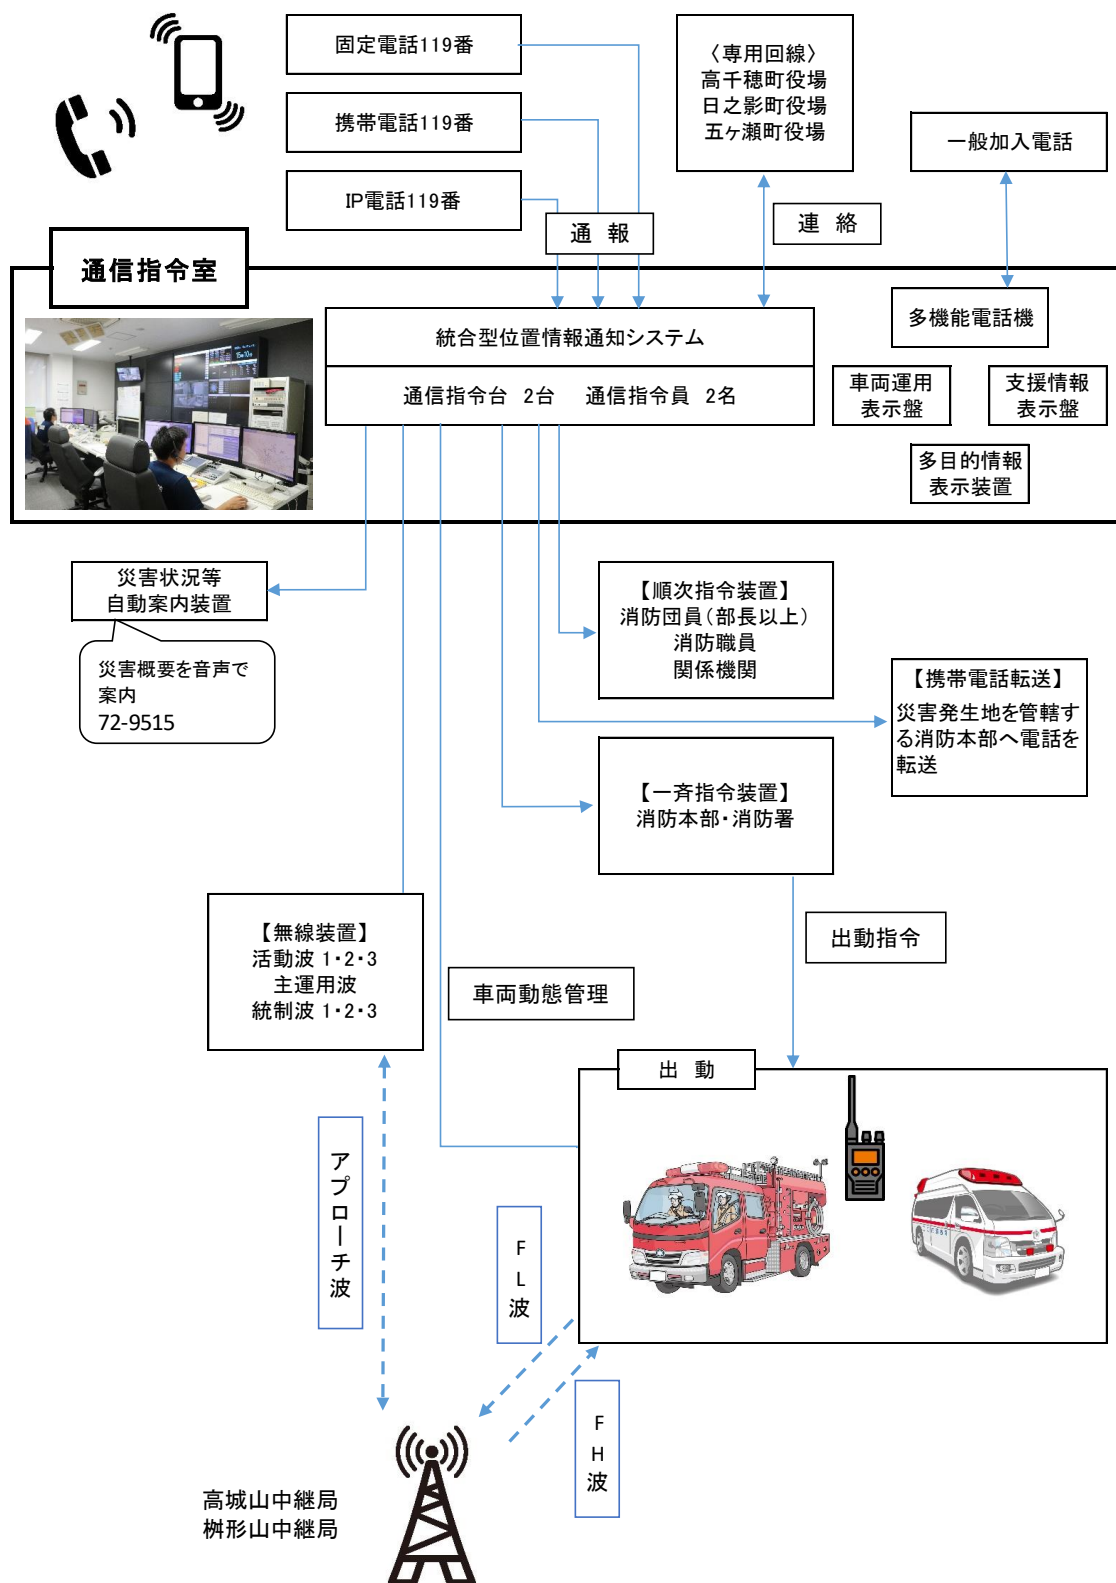 固定電話119番
携帯電話119番
IP電話119番
〈専用回線〉
高千穂町役場
日之影町役場
五ヶ瀬町役場
一般加入電話
通 報
連 絡
通信指令室
統合型位置情報通知システム
通信指令台 2台 通信指令員 2名
多機能電話機
車両運用
表示盤
支援情報
表示盤
多目的情報
表示装置
災害状況等
自動案内装置
災害概要を音声で
案内
72-9515
【順次指令装置】
消防団員(部長以上)
消防職員
関係機関
【携帯電話転送】
災害発生地を管轄す
る消防本部へ電話を
転送
【一斉指令装置】
消防本部・消防署
【無線装置】
活動波 1・2・3
主運用波
統制波 1・2・3
車両動態管理
出動指令
出 動
アプローチ波
FL波
FH波
高城山中継局
桝形山中継局